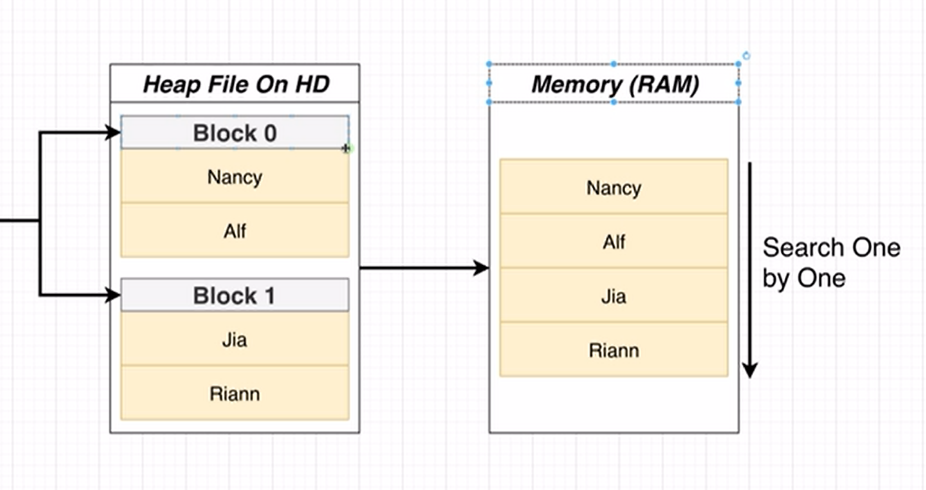 Heap File On HD
Block 0
Nancy
Alf
Block 1
Jia
Riann
Memory (RAM)
Nancy
Alf
Jia
Riann
Search One
by One